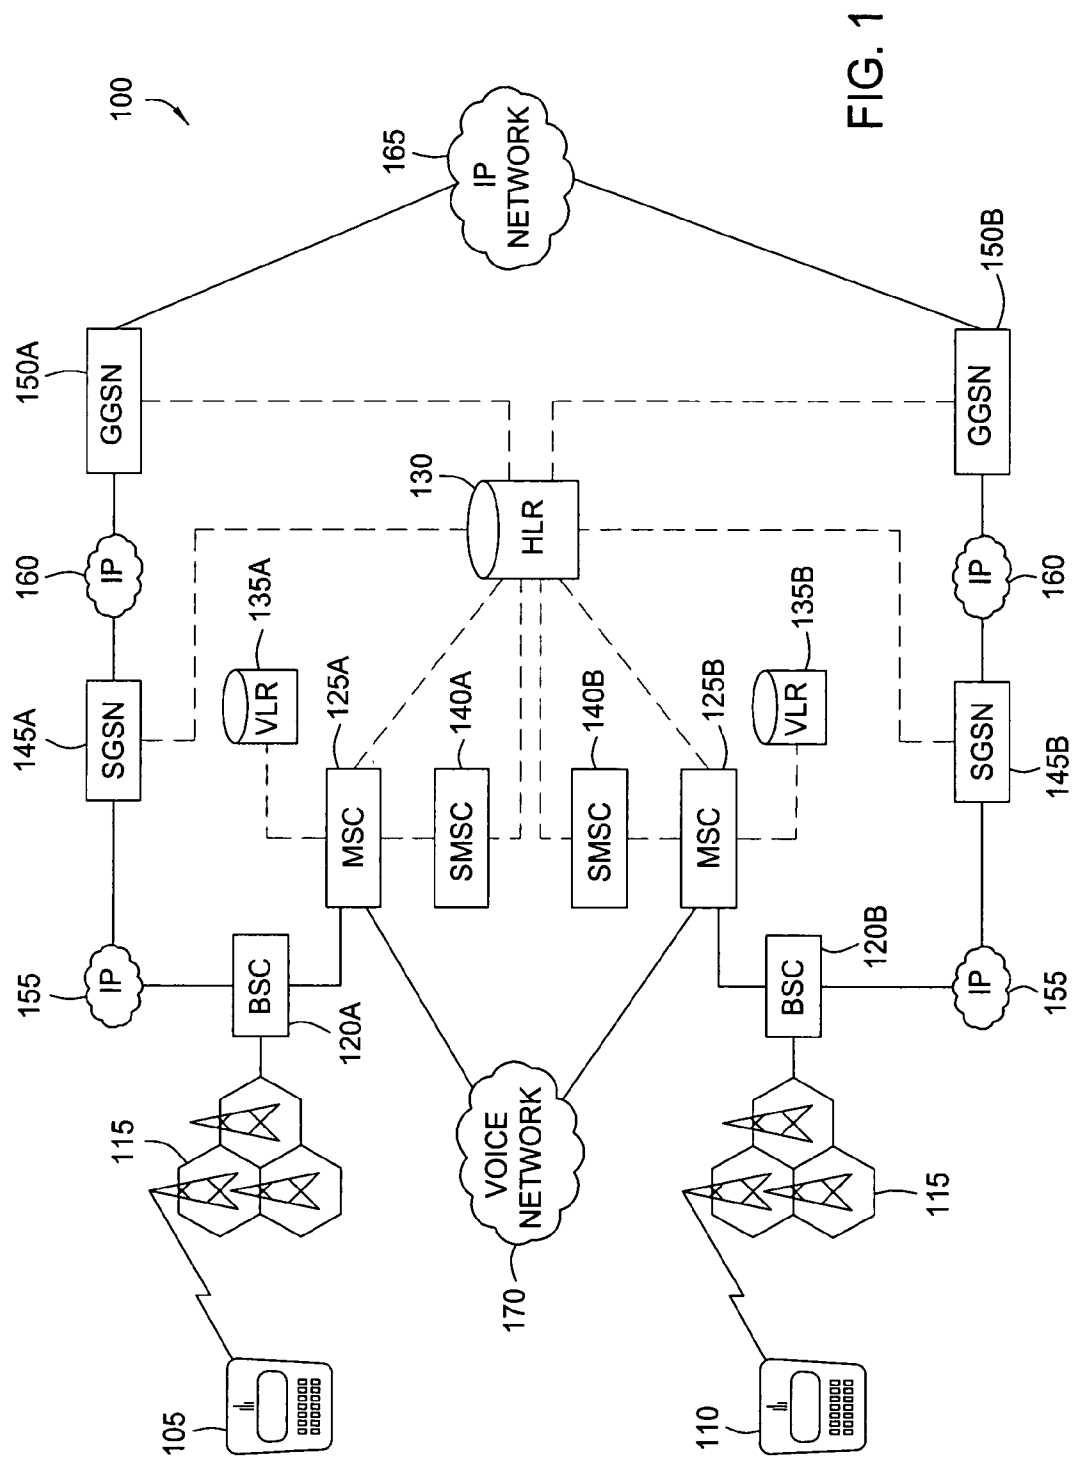 100
165
IP
NETWORK
150A
GGSN
150B
GGSN
130
HLR
160
IP
160
IP
135A
VLR
135B
VLR
145A
SGSN
145B
SGSN
125A
MSC
140A
SMSC
140B
SMSC
125B
MSC
155
IP
120A
BSC
120B
BSC
155
IP
115
115
VOICE
NETWORK
170
105
110
FIG. 1